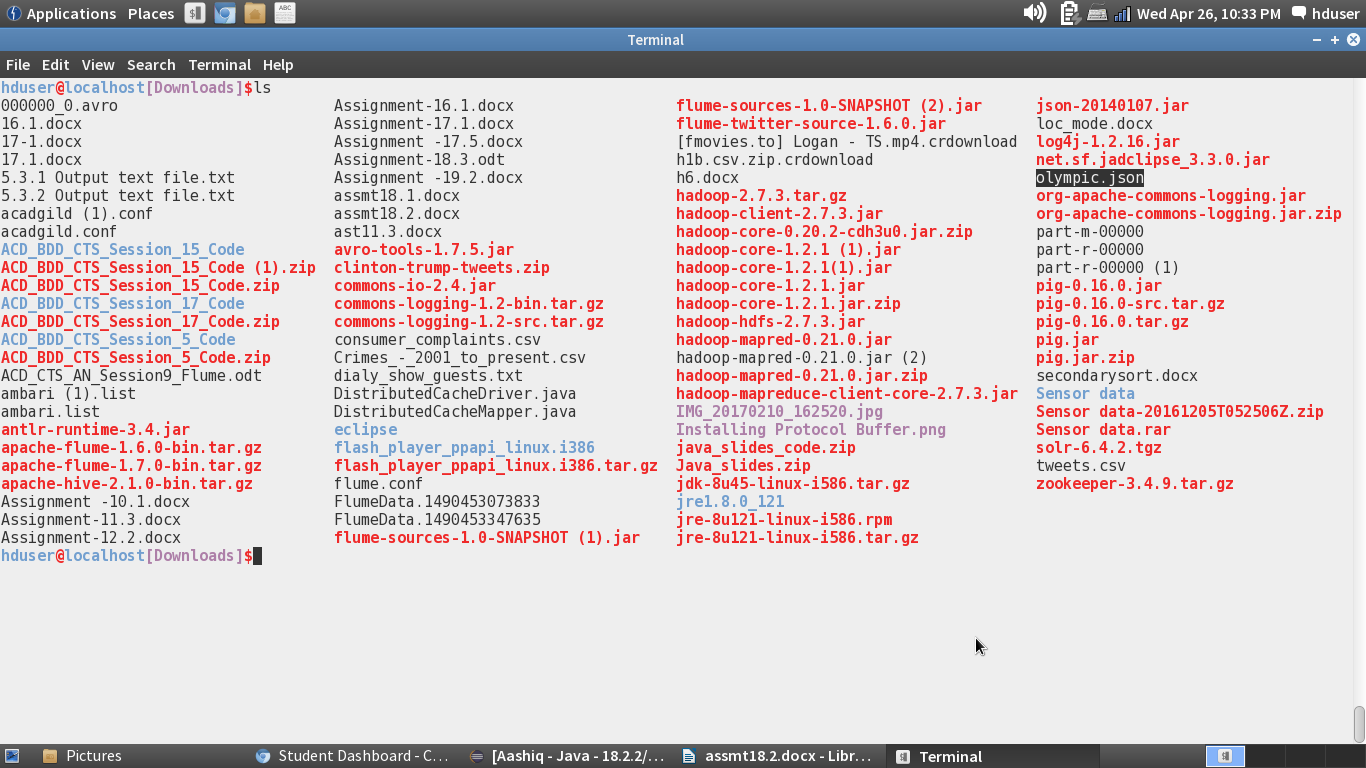 Applications Places ABC Wed Apr 26, 10:33 PM hduser
Terminal
File Edit View Search Terminal Help
hduser@localhost[Downloads]$ls
000000_0.avro Assignment-16.1.docx flume-sources-1.0-SNAPSHOT (2).jar json-20140107.jar
16.1.docx Assignment-17.1.docx flume-twitter-source-1.6.0.jar loc_mode.docx
17-1.docx Assignment -17.5.docx [fmovies.to] Logan - TS.mp4.crdownload log4j-1.2.16.jar
17.1.docx Assignment-18.3.odt h1b.csv.zip.crdownload net.sf.jadclipse_3.3.0.jar
5.3.1 Output text file.txt Assignment -19.2.docx h6.docx olympic.json
5.3.2 Output text file.txt assmt18.1.docx hadoop-2.7.3.tar.gz org-apache-commons-logging.jar
acadgild (1).conf assmt18.2.docx hadoop-client-2.7.3.jar org-apache-commons-logging.jar.zip
acadgild.conf ast11.3.docx hadoop-core-0.20.2-cdh3u0.jar.zip part-m-00000
ACD_BDD_CTS_Session_15_Code avro-tools-1.7.5.jar hadoop-core-1.2.1 (1).jar part-r-00000
ACD_BDD_CTS_Session_15_Code (1).zip clinton-trump-tweets.zip hadoop-core-1.2.1(1).jar part-r-00000 (1)
ACD_BDD_CTS_Session_15_Code.zip commons-io-2.4.jar hadoop-core-1.2.1.jar pig-0.16.0.jar
ACD_BDD_CTS_Session_17_Code commons-logging-1.2-bin.tar.gz hadoop-core-1.2.1.jar.zip pig-0.16.0-src.tar.gz
ACD_BDD_CTS_Session_17_Code.zip commons-logging-1.2-src.tar.gz hadoop-hdfs-2.7.3.jar pig-0.16.0.tar.gz
ACD_BDD_CTS_Session_5_Code consumer_complaints.csv hadoop-mapred-0.21.0.jar pig.jar
ACD_BDD_CTS_Session_5_Code.zip Crimes_-_2001_to_present.csv hadoop-mapred-0.21.0.jar (2) pig.jar.zip
ACD_CTS_AN_Session9_Flume.odt dialy_show_guests.txt hadoop-mapred-0.21.0.jar.zip secondarysort.docx
ambari (1).list DistributedCacheDriver.java hadoop-mapreduce-client-core-2.7.3.jar Sensor data
ambari.list DistributedCacheMapper.java IMG_20170210_162520.jpg Sensor data-20161205T052506Z.zip
antlr-runtime-3.4.jar eclipse Installing Protocol Buffer.png Sensor data.rar
apache-flume-1.6.0-bin.tar.gz flash_player_ppapi_linux.i386 java_slides_code.zip solr-6.4.2.tgz
apache-flume-1.7.0-bin.tar.gz flash_player_ppapi_linux.i386.tar.gz Java_slides.zip tweets.csv
apache-hive-2.1.0-bin.tar.gz flume.conf jdk-8u45-linux-i586.tar.gz zookeeper-3.4.9.tar.gz
Assignment -10.1.docx FlumeData.1490453073833 jre1.8.0_121
Assignment-11.3.docx FlumeData.1490453347635 jre-8u121-linux-i586.rpm
Assignment-12.2.docx flume-sources-1.0-SNAPSHOT (1).jar jre-8u121-linux-i586.tar.gz
hduser@localhost[Downloads]$
Pictures Student Dashboard - C... [Aashiq - Java - 18.2.2/... assmt18.2.docx - Libr... Terminal